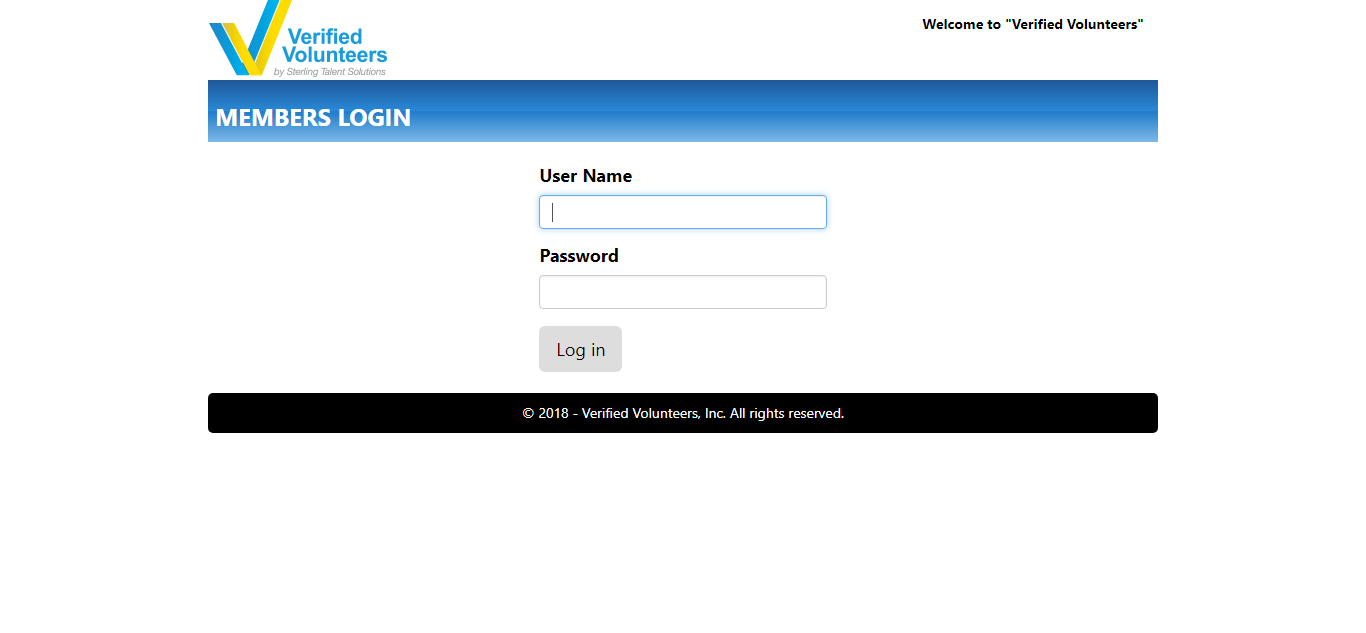 Verified
Volunteers
by Sterling Talent Solutions
Welcome to "Verified Volunteers"
MEMBERS LOGIN
User Name
Password
Log in
© 2018 - Verified Volunteers, Inc. All rights reserved.